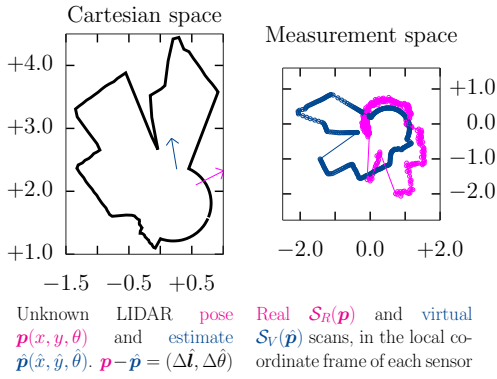 Cartesian space
+4.0
+3.0
+2.0
+1.0
−1.5 −0.5 +0.5
Measurement space
+1.0
0.0
−1.0
−2.0
−2.0 0.0 +2.0
Unknown LIDAR pose
p(x, y, θ) and estimate
p̂(x̂, ŷ, θ̂). p−p̂ = (Δl̂, Δθ̂)
Real S_R(p) and virtual
S_V(p̂) scans, in the local co-
ordinate frame of each sensor